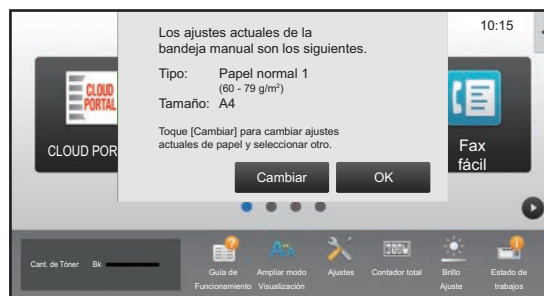 10:15
Los ajustes actuales de la
bandeja manual son los siguientes.
Tipo: Papel normal 1
(60 - 79 g/m²)
Tamaño: A4
Toque [Cambiar] para cambiar ajustes
actuales de papel y seleccionar otro.
Cambiar OK
CLOUD
PORTAL
CLOUD POR
Fax
fácil
Cant. de Tóner Bk
Guía de
Funcionamiento
Ampliar modo
Visualización
Ajustes
Contador total
Brillo
Ajuste
Estado de
trabajos